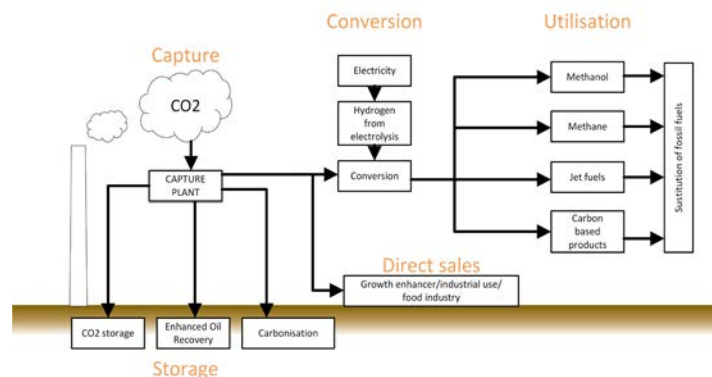 Conversion
Utilisation
Capture
CO2
Electricity
Hydrogen
from
electrolysis
Conversion
CAPTURE
PLANT
Methanol
Methane
Jet fuels
Carbon
based
products
Sustitution of fossil fuels
Direct sales
Growth enhancer/industrial use/
food industry
CO2 storage
Enhanced Oil
Recovery
Carbonisation
Storage